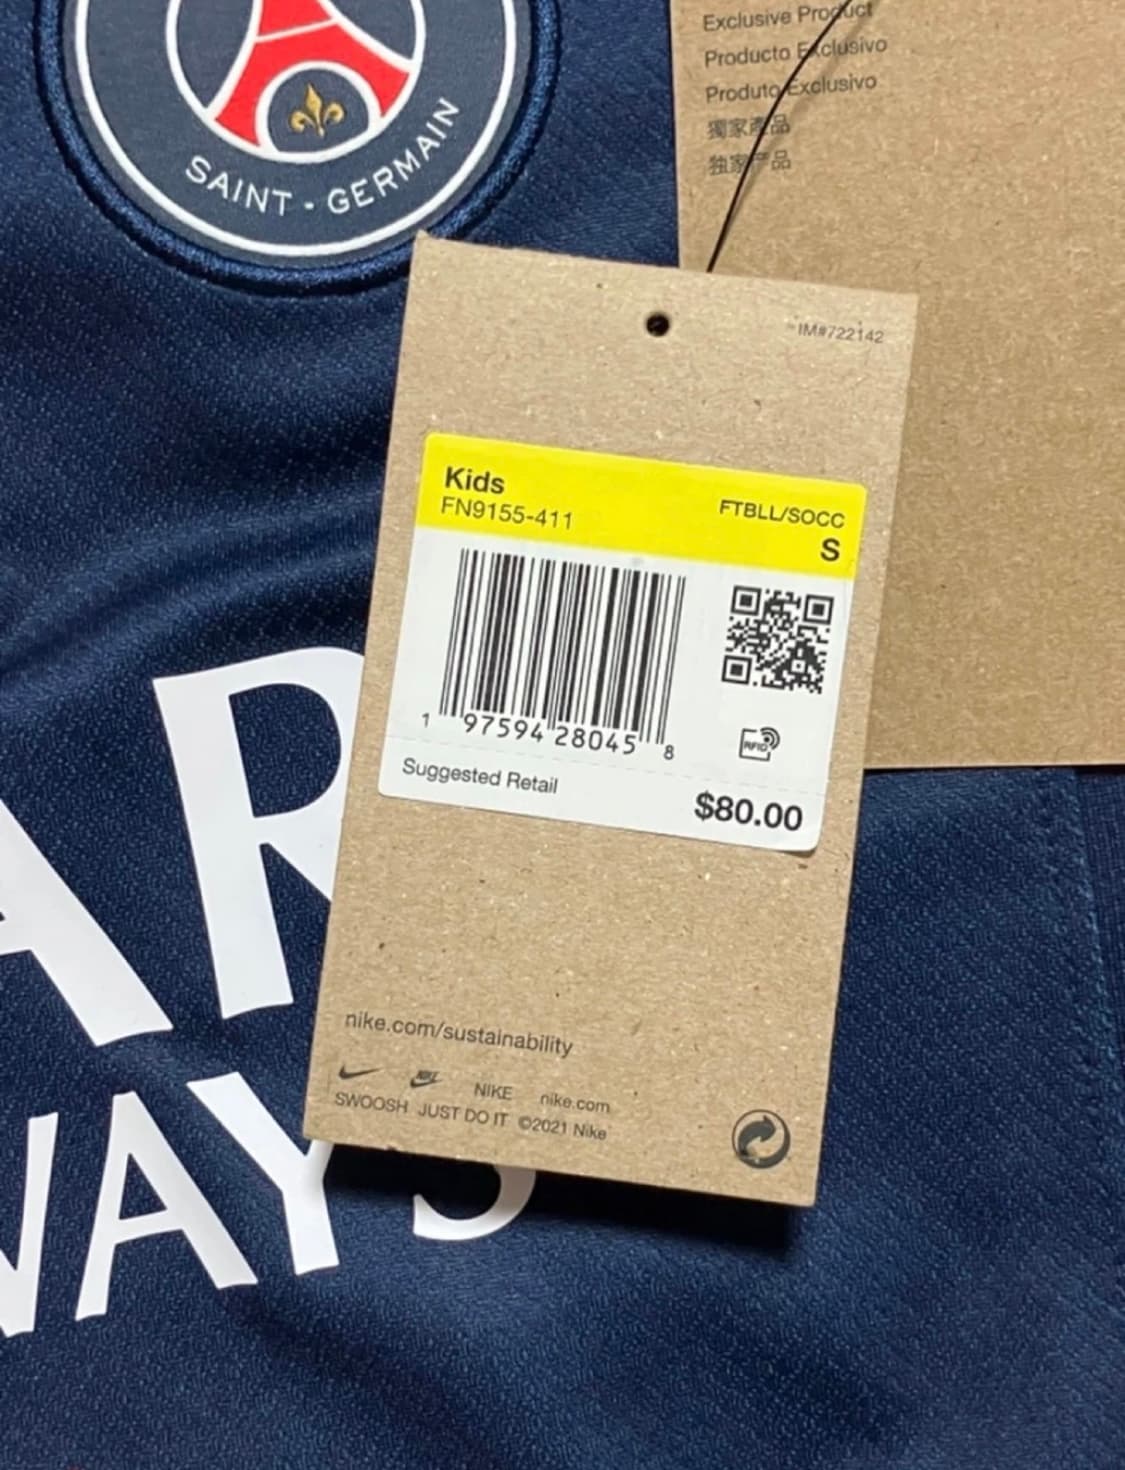 SAINT - GERMAIN
Exclusive Product
Producto Exclusivo
Produto Exclusivo
獨家產品
独家产品
IM#722142
Kids
FN9155-411
FTBLL/SOCC
S
1 97594 28045 8
RFID
Suggested Retail
$80.00
nike.com/sustainability
NIKE nike.com
SWOOSH JUST DO IT ©2021 Nike
AR
WAYS